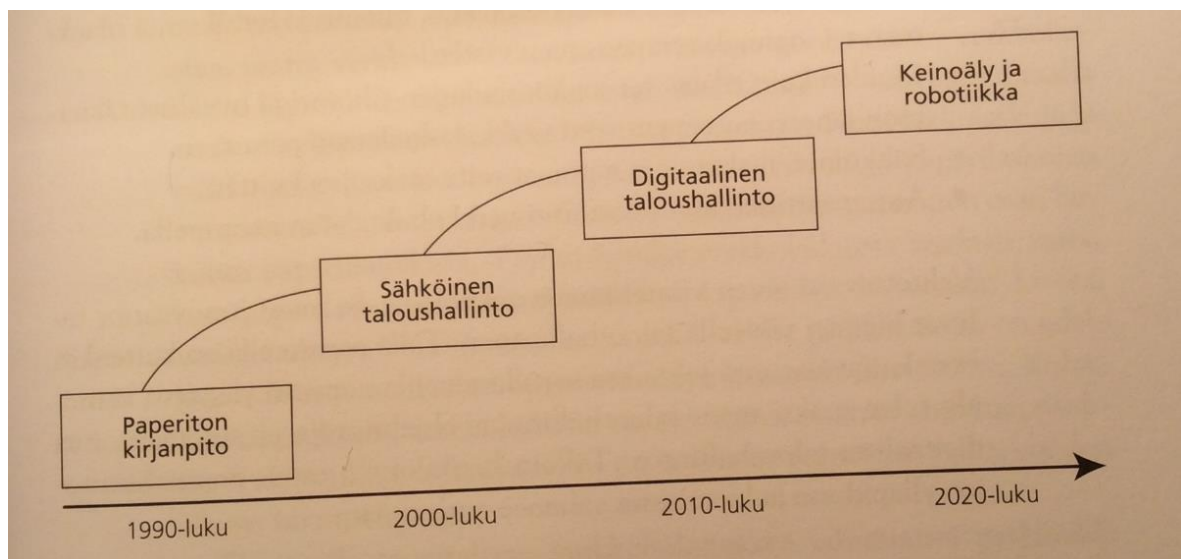 Keinoäly ja
robotiikka
Digitaalinen
taloushallinto
Sähköinen
taloushallinto
Paperiton
kirjanpito
1990-luku
2000-luku
2010-luku
2020-luku